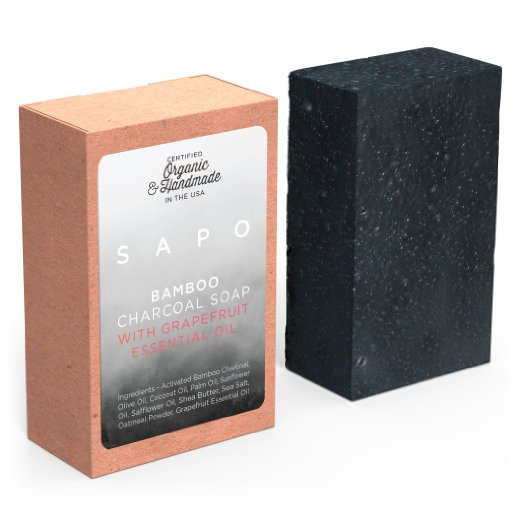 CERTIFIED
Organic
& Handmade
IN THE USA
SAPO
BAMBOO
CHARCOAL SOAP
WITH GRAPEFRUIT
ESSENTIAL OIL
Ingredients - Activated Bamboo Charcoal,
Olive Oil, Coconut Oil, Palm Oil, Sunflower
Oil, Safflower Oil, Shea Butter, Sea Salt,
Oatmeal Powder, Grapefruit Essential Oil